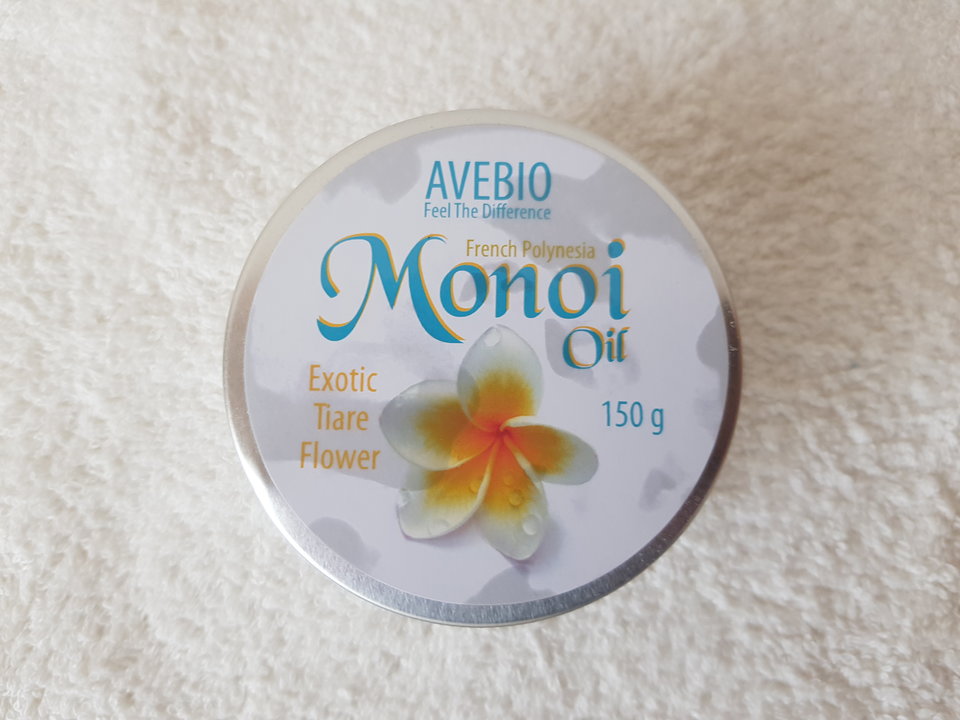 AVEBIO
Feel The Difference
French Polynesia
Monoi
Oil
Exotic
Tiare
Flower
150 g